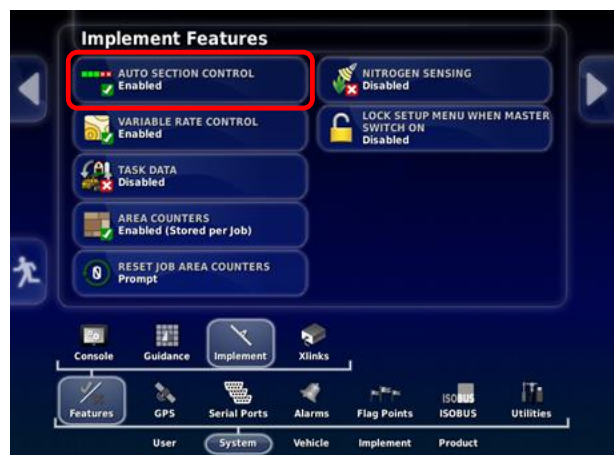 Implement Features
AUTO SECTION CONTROL
Enabled
NITROGEN SENSING
Disabled
VARIABLE RATE CONTROL
Enabled
LOCK SETUP MENU WHEN MASTER
SWITCH ON
Disabled
TASK DATA
Disabled
AREA COUNTERS
Enabled (Stored per Job)
0
RESET JOB AREA COUNTERS
Prompt
Console Guidance Implement Xlinks
ISOBUS
Features GPS Serial Ports Alarms Flag Points ISOBUS Utilities
User System Vehicle Implement Product